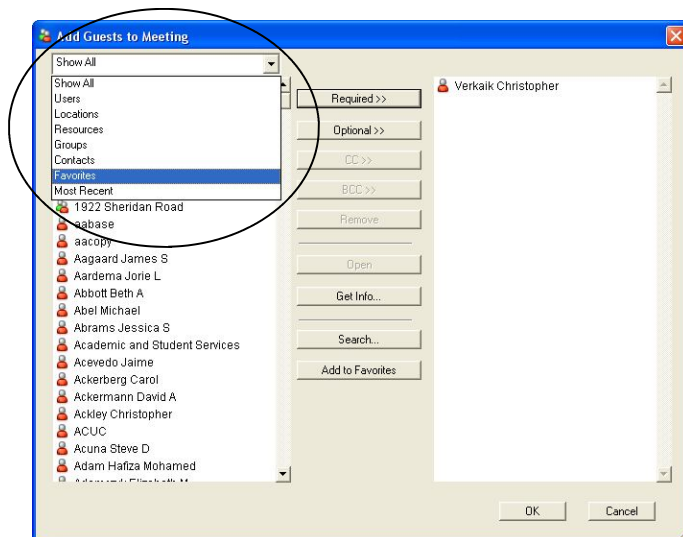 Add Guests to Meeting
Show All
Show All
Users
Locations
Resources
Groups
Contacts
Favorites
Most Recent
1922 Sheridan Road
aabase
aacopy
Aagaard James S
Aardema Jorie L
Abbott Beth A
Abel Michael
Abrams Jessica S
Academic and Student Services
Acevedo Jaime
Ackerberg Carol
Ackermann David A
Ackley Christopher
ACUC
Acuna Steve D
Adam Hafiza Mohamed
Required >>
Optional >>
CC >>
BCC >>
Remove
Open
Get Info...
Search...
Add to Favorites
Verkaik Christopher
OK
Cancel